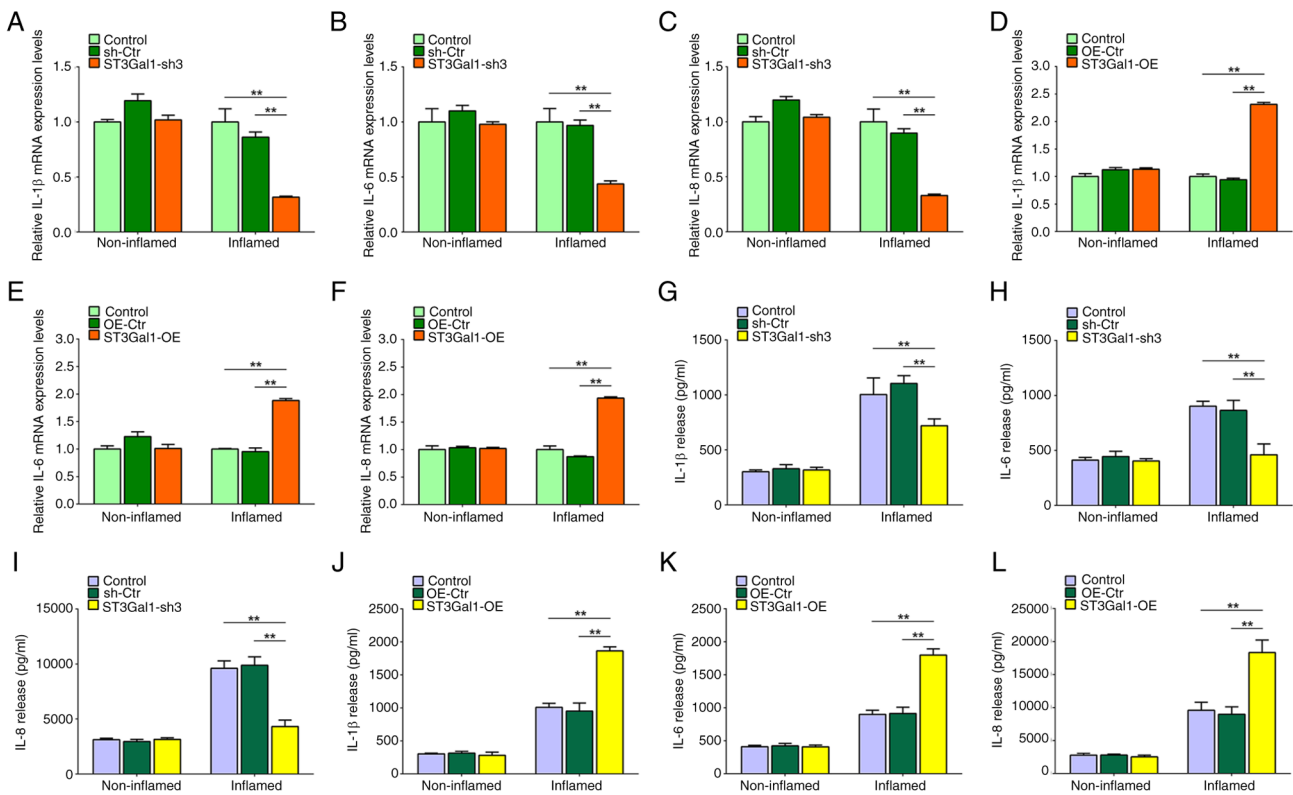 A
Control
sh-Ctr
ST3Gal1-sh3
Relative IL-1β mRNA expression levels
1.5
1.0
0.5
0.0
**
**
Non-inflamed
Inflamed
B
Control
sh-Ctr
ST3Gal1-sh3
Relative IL-6 mRNA expression levels
1.5
1.0
0.5
0.0
**
**
Non-inflamed
Inflamed
C
Control
sh-Ctr
ST3Gal1-sh3
Relative IL-8 mRNA expression levels
1.5
1.0
0.5
0.0
**
**
Non-inflamed
Inflamed
D
Control
OE-Ctr
ST3Gal1-OE
Relative IL-1β mRNA expression levels
3.0
2.5
2.0
1.5
1.0
0.5
0.0
**
**
Non-inflamed
Inflamed
E
Control
OE-Ctr
ST3Gal1-OE
Relative IL-6 mRNA expression levels
3.0
2.5
2.0
1.5
1.0
0.5
0.0
**
**
Non-inflamed
Inflamed
F
Control
OE-Ctr
ST3Gal1-OE
Relative IL-8 mRNA expression levels
3.0
2.5
2.0
1.5
1.0
0.5
0.0
**
**
Non-inflamed
Inflamed
G
Control
sh-Ctr
ST3Gal1-sh3
IL-1β release (pg/ml)
1500
1000
500
0
**
**
Non-inflamed
Inflamed
H
Control
sh-Ctr
ST3Gal1-sh3
IL-6 release (pg/ml)
1500
1000
500
0
**
**
Non-inflamed
Inflamed
I
Control
sh-Ctr
ST3Gal1-sh3
IL-8 release (pg/ml)
15000
10000
5000
0
**
**
Non-inflamed
Inflamed
J
Control
OE-Ctr
ST3Gal1-OE
IL-1β release (pg/ml)
2500
2000
1500
1000
500
0
**
**
Non-inflamed
Inflamed
K
Control
OE-Ctr
ST3Gal1-OE
IL-6 release (pg/ml)
2500
2000
1500
1000
500
0
**
**
Non-inflamed
Inflamed
L
Control
OE-Ctr
ST3Gal1-OE
IL-8 release (pg/ml)
25000
20000
15000
10000
5000
0
**
**
Non-inflamed
Inflamed